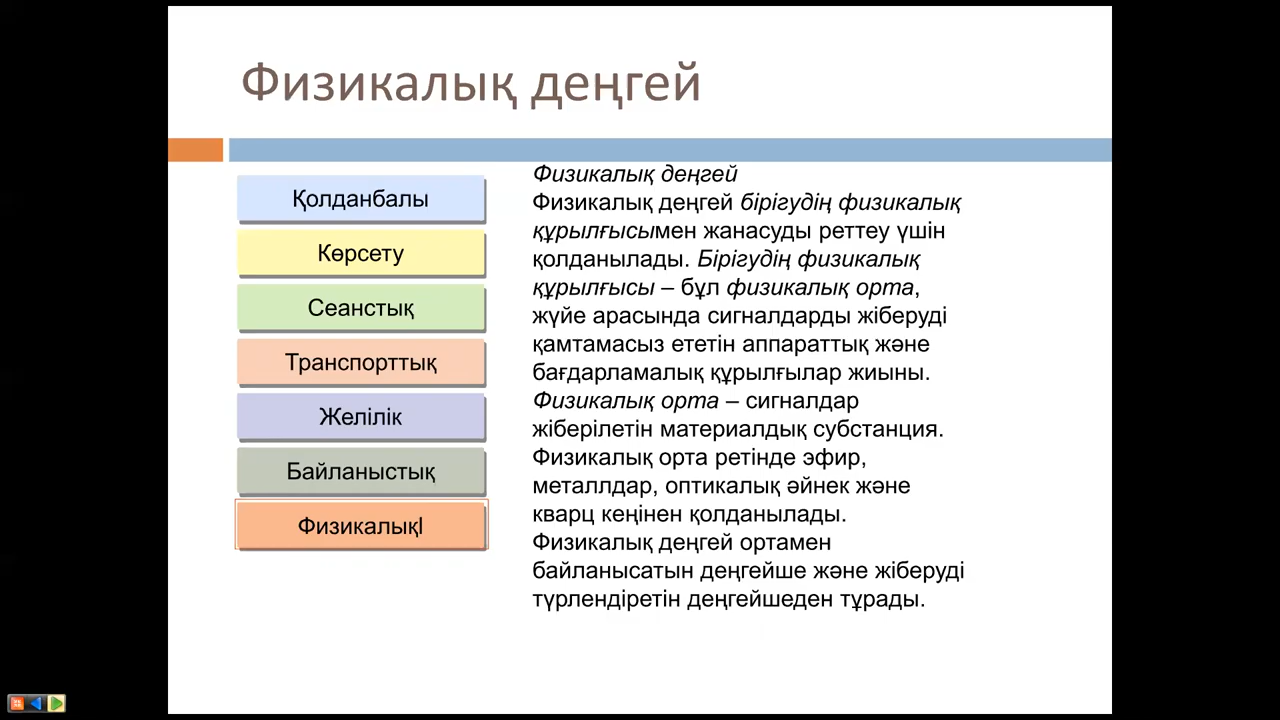 Физикалық деңгей
Қолданбалы
Көрсету
Сеанстық
Транспорттық
Желілік
Байланыстық
Физикалықl
Физикалық деңгей
Физикалық деңгей бірігудің физикалық
құрылғысымен жанасуды реттеу үшін
қолданылады. Бірігудің физикалық
құрылғысы – бұл физикалық орта,
жүйе арасында сигналдарды жіберуді
қамтамасыз ететін аппараттық және
бағдарламалық құрылғылар жиыны.
Физикалық орта – сигналдар
жіберілетін материалдық субстанция.
Физикалық орта ретінде эфир,
металлдар, оптикалық әйнек және
кварц кеңінен қолданылады.
Физикалық деңгей ортамен
байланысатын деңгейше және жіберуді
түрлендіретін деңгейшеден тұрады.